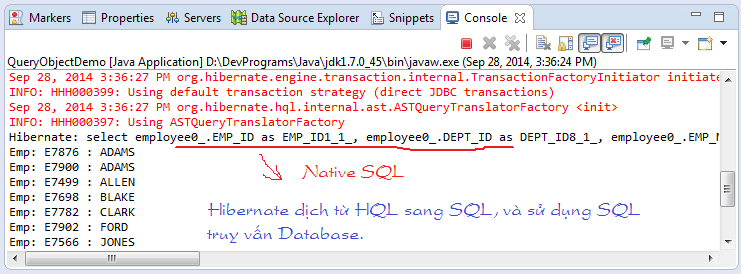 Markers Properties Servers Data Source Explorer Snippets Console
QueryObjectDemo [Java Application] D:\DevPrograms\Java\jdk1.7.0_45\bin\javaw.exe (Sep 28, 2014, 3:36:24 PM)
Sep 28, 2014 3:36:27 PM org.hibernate.engine.transaction.internal.TransactionFactoryInitiator initiate
INFO: HHH000399: Using default transaction strategy (direct JDBC transactions)
Sep 28, 2014 3:36:27 PM org.hibernate.hql.internal.ast.ASTQueryTranslatorFactory <init>
INFO: HHH000397: Using ASTQueryTranslatorFactory
Hibernate: select employee0_.EMP_ID as EMP_ID1_1_, employee0_.DEPT_ID as DEPT_ID8_1_, employee0_.EMP_N
Emp: E7876 : ADAMS
Emp: E7900 : ADAMS
Native SQL
Emp: E7499 : ALLEN
Emp: E7698 : BLAKE
Emp: E7782 : CLARK
Hibernate dịch từ HQL sang SQL, và sử dụng SQL
Emp: E7902 : FORD
truy vấn Database.
Emp: E7566 : JONES